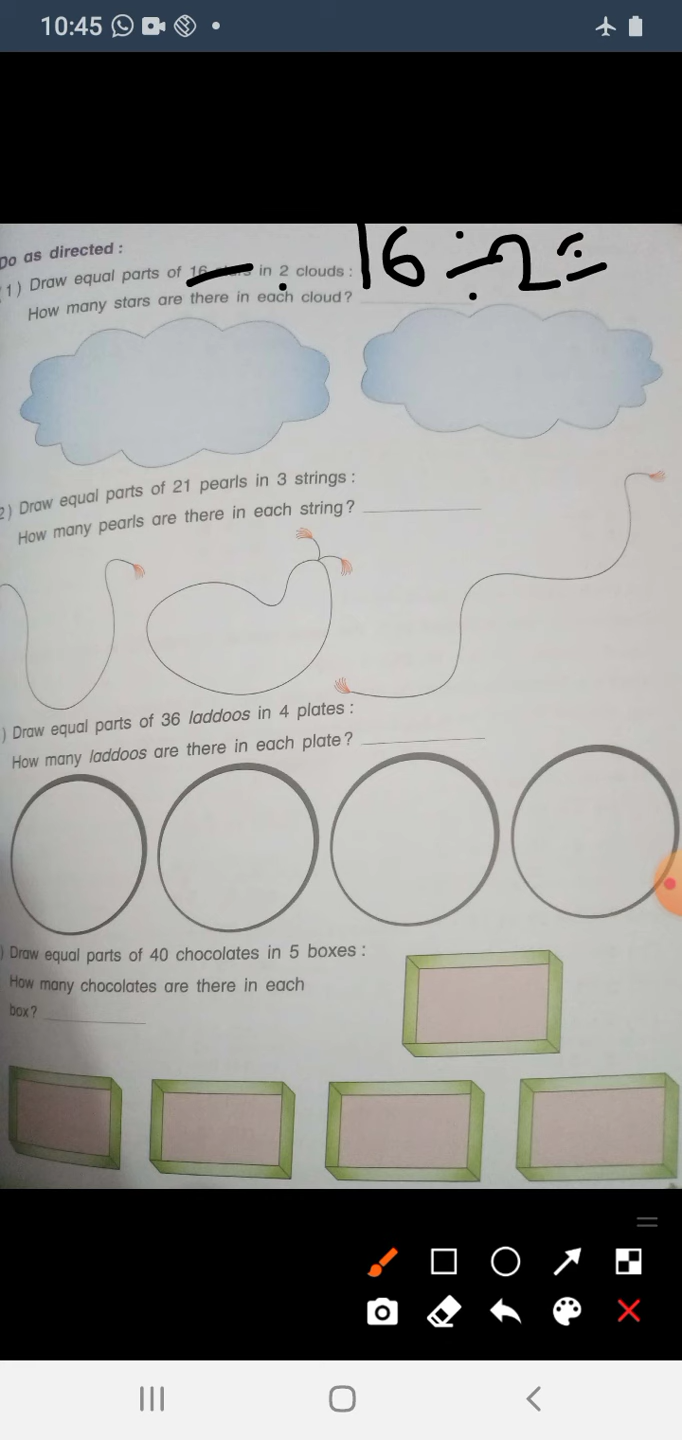 10:45
Do as directed :
1) Draw equal parts of 16 in 2 clouds :
16 ÷ 2 =
How many stars are there in each cloud?
2) Draw equal parts of 21 pearls in 3 strings :
How many pearls are there in each string?
) Draw equal parts of 36 laddoos in 4 plates :
How many laddoos are there in each plate?
) Draw equal parts of 40 chocolates in 5 boxes :
How many chocolates are there in each
box?